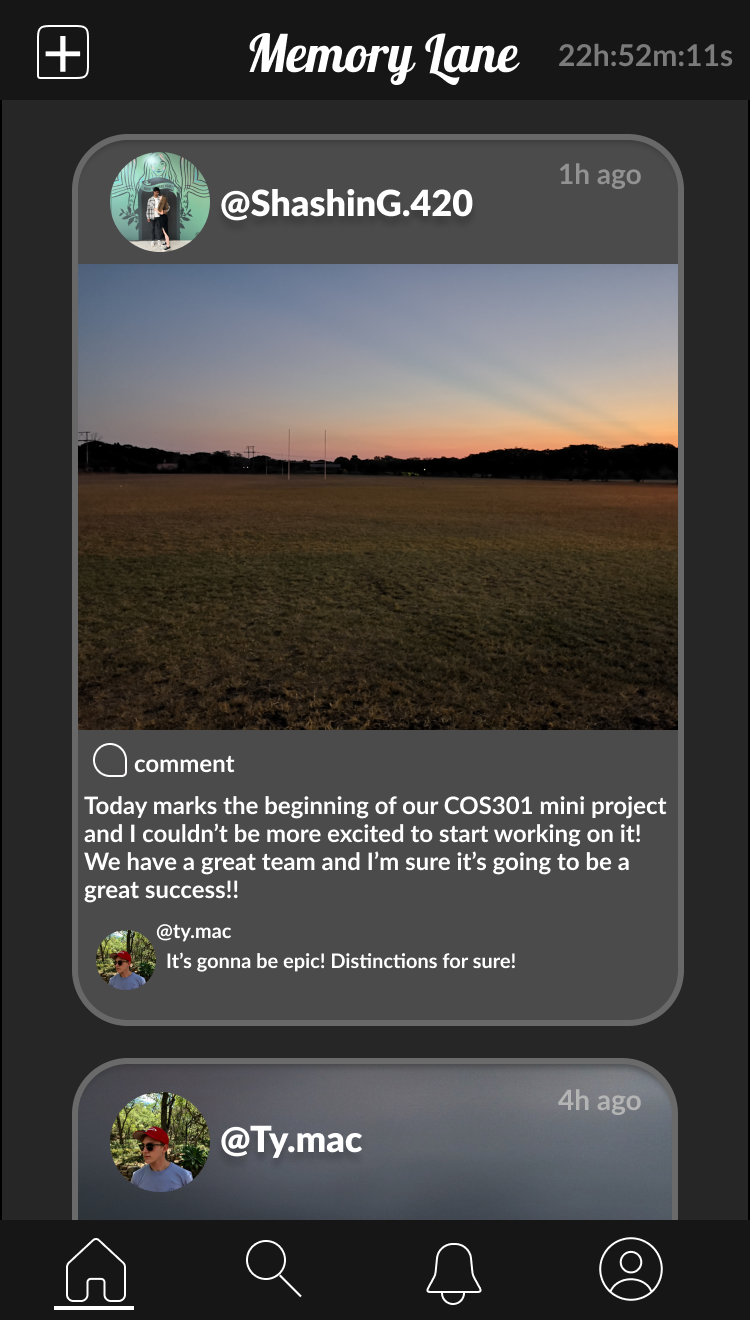 Memory Lane
22h:52m:11s
@ShashinG.420
1h ago
comment
Today marks the beginning of our COS301 mini project
and I couldn't be more excited to start working on it!
We have a great team and I'm sure it's going to be a
great success!!
@ty.mac
It's gonna be epic! Distinctions for sure!
@Ty.mac
4h ago